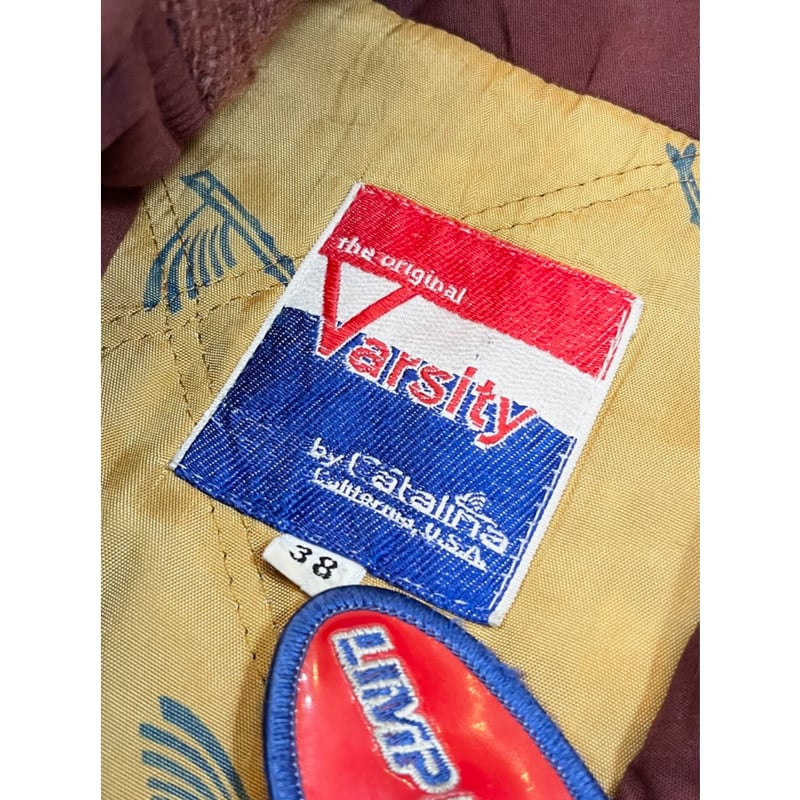 the original
Varsity
by Catalina
California, U.S.A.
38